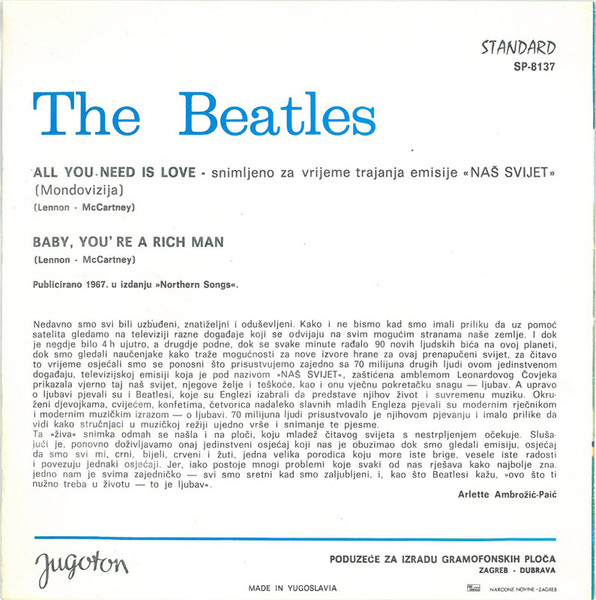 STANDARD
SP-8137
The Beatles
ALL YOU NEED IS LOVE - snimljeno za vrijeme trajanja emisije «NAŠ SVIJET»
(Mondovizija)
(Lennon - McCartney)
BABY, YOU'RE A RICH MAN
(Lennon - McCartney)
Publicirano 1967. u izdanju »Northern Songs«.
Nedavno smo svi bili uzbuđeni, znatiželjni i oduševljeni. Kako i ne bismo kad smo imali priliku da uz pomoć
satelita gledamo na televiziji razne događaje koji se odvijaju na svim mogućim stranama naše zemlje. I dok
je negdje bilo 4 h ujutro, a drugdje podne, dok se svake minute rađalo 90 novih ljudskih bića na ovoj planeti,
dok smo gledali naučenjake kako traže mogućnosti za nove izvore hrane za ovaj prenapučeni svijet, za čitavo
to vrijeme osjećali smo se ponosni što prisustvujemo zajedno sa 70 milijuna drugih ljudi ovom jedinstvenom
događaju, televizijskoj emisiji koja je pod nazivom »NAŠ SVIJET«, zaštićena amblemom Leonardovog Čovjeka
prikazala vjerno taj naš svijet, njegove želje i teškoće, kao i onu vječnu pokretačku snagu — ljubav. A upravo
o ljubavi pjevali su i Beatlesi, koje su Englezi izabrali da predstave njihov život i suvremenu muziku. Okru-
ženi djevojkama, cvijećem, konfetima, četvorica nadaleko slavnih mladih Engleza pjevali su modernim rječnikom
i modernim muzičkim izrazom — o ljubavi. 70 milijuna ljudi prisustvovalo je njihovom pjevanju i imalo prilike da
vidi kako stručnjaci u muzičkoj režiji ujedno vrše i snimanje te pjesme.
Ta »živa« snimka odmah se našla i na ploči, koju mladež čitavog svijeta s nestrpljenjem očekuje. Sluša-
jući je, ponovno doživljavamo onaj jedinstveni osjećaj koji nas je obuzimao dok smo gledali emisiju, osjećaj
da smo svi mi, crni, bijeli, crveni i žuti, jedna velika porodica koju more iste brige, vesele iste radosti
i povezuju jednaki osjećaji. Jer, iako postoje mnogi problemi koje svaki od nas rješava kako najbolje zna.
jedno nam je svima zajedničko — svi smo sretni kad smo zaljubljeni, i, kao što Beatlesi kažu, »ovo što ti
nužno treba u životu — to je ljubav«.
Arlette Ambrožić-Paić
Jugoton
PODUZEĆE ZA IZRADU GRAMOFONSKIH PLOČA
ZAGREB - DUBRAVA
MADE IN YUGOSLAVIA
NARODNE NOVINE-ZAGREB